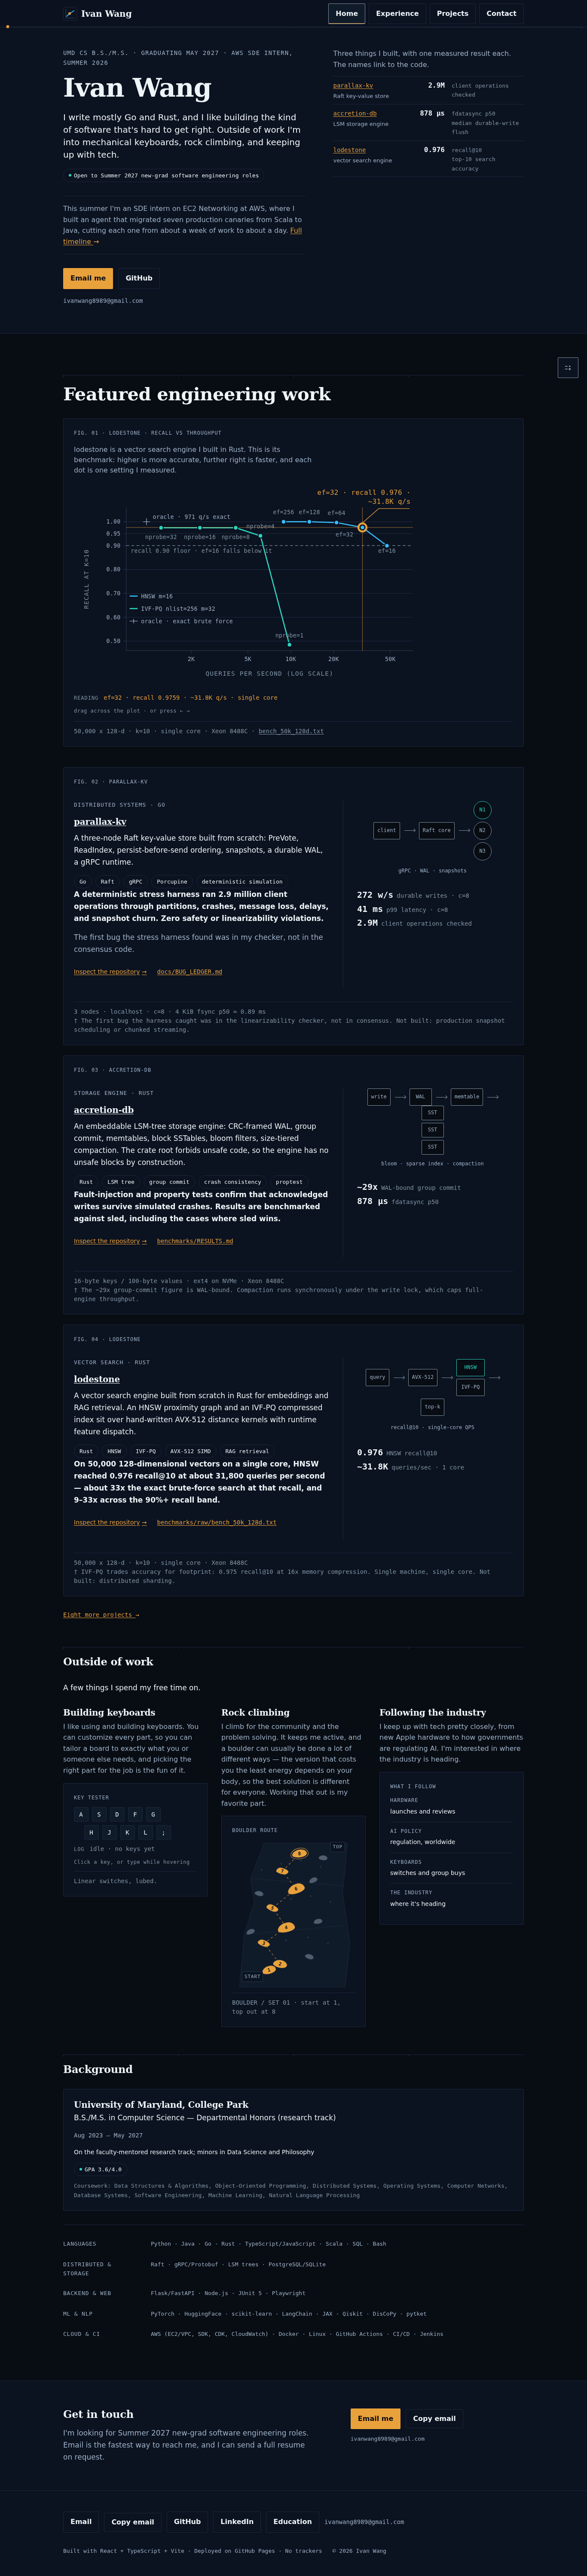 Ivan Wang
Home
Experience
Projects
Contact
UMD CS B.S./M.S. · GRADUATING MAY 2027 · AWS SDE INTERN,
SUMMER 2026
Ivan Wang
I write mostly Go and Rust, and I like building the kind
of software that's hard to get right. Outside of work I'm
into mechanical keyboards, rock climbing, and keeping
up with tech.
Open to Summer 2027 new-grad software engineering roles
This summer I'm an SDE intern on EC2 Networking at AWS, where I
built an agent that migrated seven production canaries from Scala to
Java, cutting each one from about a week of work to about a day. Full
timeline →
Email me
GitHub
ivanwang8989@gmail.com
Three things I built, with one measured result each.
The names link to the code.
parallax-kv
Raft key-value store
2.9M
client operations
checked
accretion-db
LSM storage engine
878 µs
fdatasync p50
median durable-write
flush
lodestone
vector search engine
0.976
recall@10
top-10 search
accuracy
Featured engineering work
FIG. 01 · LODESTONE · RECALL VS THROUGHPUT
lodestone is a vector search engine I built in Rust. This is its
benchmark: higher is more accurate, further right is faster, and each
dot is one setting I measured.
ef=32 · recall 0.976 ·
~31.8K q/s
oracle · 971 q/s exact
ef=256
ef=128
ef=64
nprobe=4
nprobe=32
nprobe=16
nprobe=8
ef=32
recall 0.90 floor · ef=16 falls below it
ef=16
1.00
0.95
0.90
0.80
0.70
0.60
0.50
RECALL AT K=10
HNSW m=16
IVF-PQ nlist=256 m=32
oracle · exact brute force
nprobe=1
2K
5K
10K
20K
50K
QUERIES PER SECOND (LOG SCALE)
READING ef=32 · recall 0.9759 · ~31.8K q/s · single core
drag across the plot · or press ← →
50,000 x 128-d · k=10 · single core · Xeon 8488C · bench_50k_128d.txt
FIG. 02 · PARALLAX-KV
DISTRIBUTED SYSTEMS · GO
parallax-kv
A three-node Raft key-value store built from scratch: PreVote,
ReadIndex, persist-before-send ordering, snapshots, a durable WAL,
a gRPC runtime.
Go
Raft
gRPC
Porcupine
deterministic simulation
A deterministic stress harness ran 2.9 million client
operations through partitions, crashes, message loss, delays,
and snapshot churn. Zero safety or linearizability violations.
The first bug the stress harness found was in my checker, not in the
consensus code.
Inspect the repository →
docs/BUG_LEDGER.md
client
Raft core
N1
N2
N3
gRPC · WAL · snapshots
272 w/s durable writes · c=8
41 ms p99 latency · c=8
2.9M client operations checked
3 nodes · localhost · c=8 · 4 KiB fsync p50 ≈ 0.89 ms
† The first bug the harness caught was in the linearizability checker, not in consensus. Not built: production snapshot
scheduling or chunked streaming.
FIG. 03 · ACCRETION-DB
STORAGE ENGINE · RUST
accretion-db
An embeddable LSM-tree storage engine: CRC-framed WAL, group
commit, memtables, block SSTables, bloom filters, size-tiered
compaction. The crate root forbids unsafe code, so the engine has no
unsafe blocks by construction.
Rust
LSM tree
group commit
crash consistency
proptest
Fault-injection and property tests confirm that acknowledged
writes survive simulated crashes. Results are benchmarked
against sled, including the cases where sled wins.
Inspect the repository →
benchmarks/RESULTS.md
write
WAL
memtable
SST
SST
SST
bloom · sparse index · compaction
~29x WAL-bound group commit
878 µs fdatasync p50
16-byte keys / 100-byte values · ext4 on NVMe · Xeon 8488C
† The ~29x group-commit figure is WAL-bound. Compaction runs synchronously under the write lock, which caps full-
engine throughput.
FIG. 04 · LODESTONE
VECTOR SEARCH · RUST
lodestone
A vector search engine built from scratch in Rust for embeddings and
RAG retrieval. An HNSW proximity graph and an IVF-PQ compressed
index sit over hand-written AVX-512 distance kernels with runtime
feature dispatch.
Rust
HNSW
IVF-PQ
AVX-512 SIMD
RAG retrieval
On 50,000 128-dimensional vectors on a single core, HNSW
reached 0.976 recall@10 at about 31,800 queries per second
— about 33x the exact brute-force search at that recall, and
9–33x across the 90%+ recall band.
Inspect the repository →
benchmarks/raw/bench_50k_128d.txt
query
AVX-512
HNSW
IVF-PQ
top-k
recall@10 · single-core QPS
0.976 HNSW recall@10
~31.8K queries/sec · 1 core
50,000 x 128-d · k=10 · single core · Xeon 8488C
† IVF-PQ trades accuracy for footprint: 0.975 recall@10 at 16x memory compression. Single machine, single core. Not
built: distributed sharding.
Eight more projects →
Outside of work
A few things I spend my free time on.
Building keyboards
I like using and building keyboards. You
can customize every part, so you can
tailor a board to exactly what you or
someone else needs, and picking the
right part for the job is the fun of it.
KEY TESTER
A
S
D
F
G
H
J
K
L
;
LOG idle · no keys yet
Click a key, or type while hovering
Linear switches, lubed.
Rock climbing
I climb for the community and the
problem solving. It keeps me active, and
a boulder can usually be done a lot of
different ways — the version that costs
you the least energy depends on your
body, so the best solution is different
for everyone. Working that out is my
favorite part.
BOULDER ROUTE
TOP
8
7
6
5
4
3
2
1
START
BOULDER / SET 01 · start at 1,
top out at 8
Following the industry
I keep up with tech pretty closely, from
new Apple hardware to how governments
are regulating AI. I'm interested in where
the industry is heading.
WHAT I FOLLOW
HARDWARE
launches and reviews
AI POLICY
regulation, worldwide
KEYBOARDS
switches and group buys
THE INDUSTRY
where it's heading
Background
University of Maryland, College Park
B.S./M.S. in Computer Science — Departmental Honors (research track)
Aug 2023 – May 2027
On the faculty-mentored research track; minors in Data Science and Philosophy
GPA 3.6/4.0
Coursework: Data Structures & Algorithms, Object-Oriented Programming, Distributed Systems, Operating Systems, Computer Networks,
Database Systems, Software Engineering, Machine Learning, Natural Language Processing
LANGUAGES
Python · Java · Go · Rust · TypeScript/JavaScript · Scala · SQL · Bash
DISTRIBUTED &
STORAGE
Raft · gRPC/Protobuf · LSM trees · PostgreSQL/SQLite
BACKEND & WEB
Flask/FastAPI · Node.js · JUnit 5 · Playwright
ML & NLP
PyTorch · HuggingFace · scikit-learn · LangChain · JAX · Qiskit · DisCoPy · pytket
CLOUD & CI
AWS (EC2/VPC, SDK, CDK, CloudWatch) · Docker · Linux · GitHub Actions · CI/CD · Jenkins
Get in touch
I'm looking for Summer 2027 new-grad software engineering roles.
Email is the fastest way to reach me, and I can send a full resume
on request.
Email me
Copy email
ivanwang8989@gmail.com
Email
Copy email
GitHub
LinkedIn
Education
ivanwang8989@gmail.com
Built with React + TypeScript + Vite · Deployed on GitHub Pages · No trackers © 2026 Ivan Wang